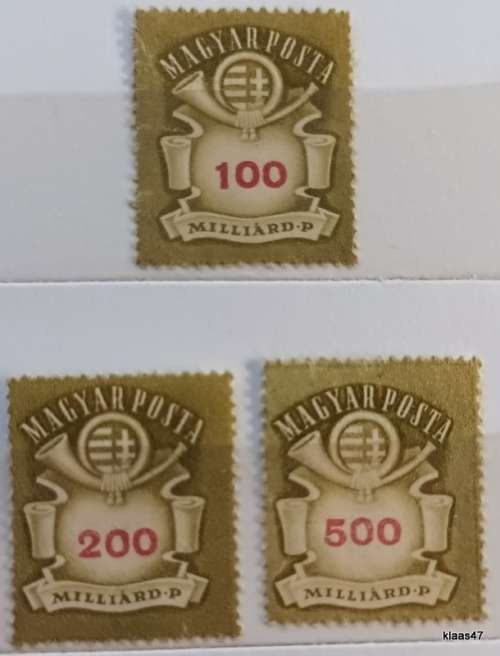 MAGYAR POSTA
100
MILLIÁRD·P
MAGYAR POSTA
200
MILLIÁRD·P
MAGYAR POSTA
500
MILLIÁRD·P
klaas47